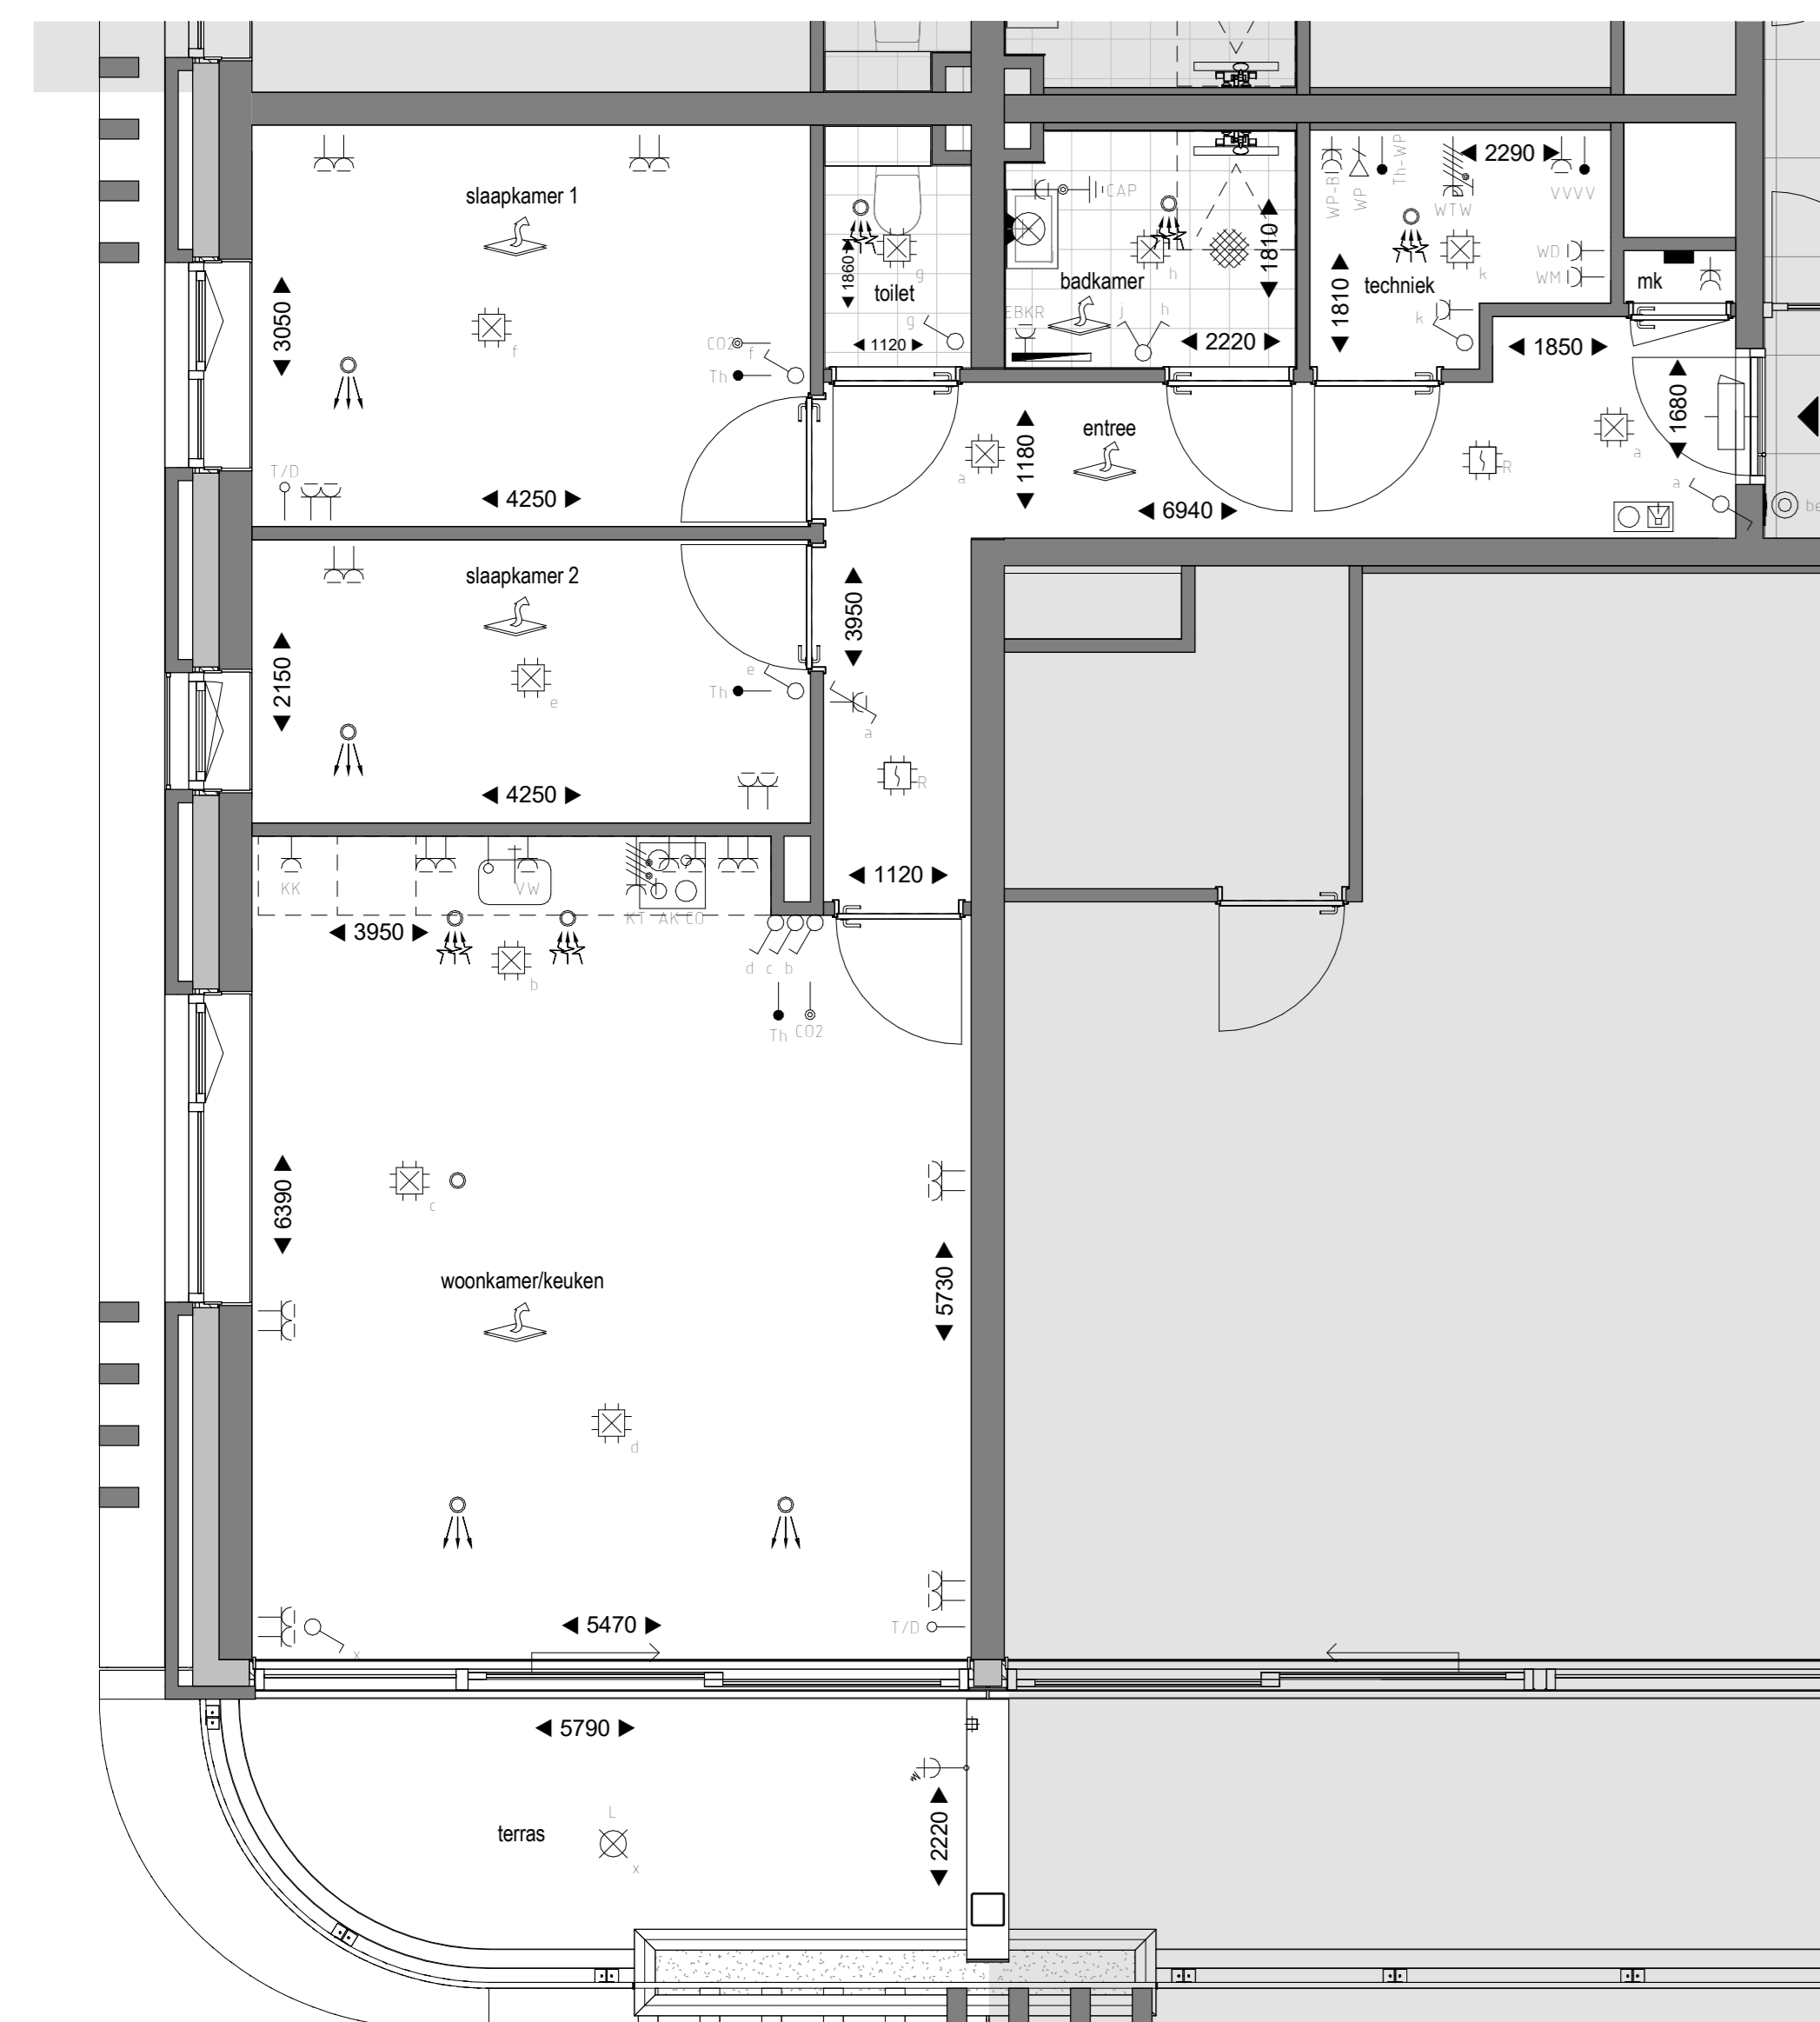 slaapkamer 1
3050
f
CO2
f
Th
T/D
4250
1860
toilet
g
g
1120
CAP
badkamer
h
1810
EBKR
j
h
2220
WP-B
WP
Th-WP
2290
WTW
VVVV
1810
techniek
k
k
WD
WM
mk
1850
1680
entree
1180
a
6940
R
a
a
be
slaapkamer 2
2150
e
e
Th
4250
3950
a
R
1120
KK
VW
KT
AK
CO
3950
b
d
c
b
Th
CO2
6390
c
5730
woonkamer/keuken
d
5470
T/D
x
5790
L
terras
x
2220